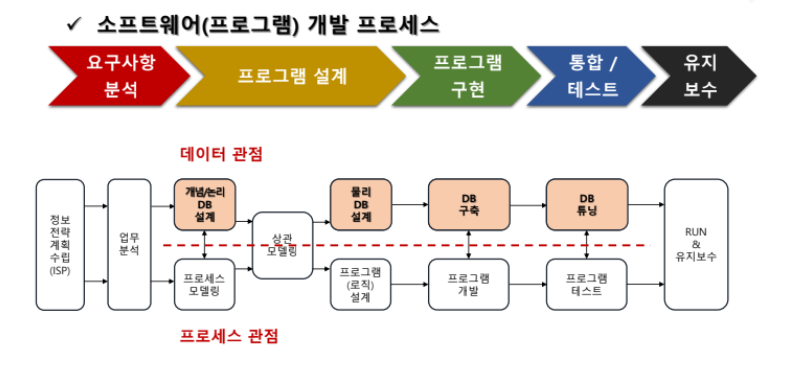 ✓ 소프트웨어(프로그램) 개발 프로세스
요구사항
분석
프로그램 설계
프로그램
구현
통합 /
테스트
유지
보수
데이터 관점
정보
전략
계획
수립
(ISP)
업무
분석
개념/논리
DB
설계
프로세스
모델링
상관
모델링
물리
DB
설계
프로그램
(로직)
설계
DB
구축
프로그램
개발
DB
튜닝
프로그램
테스트
RUN
&
유지보수
프로세스 관점